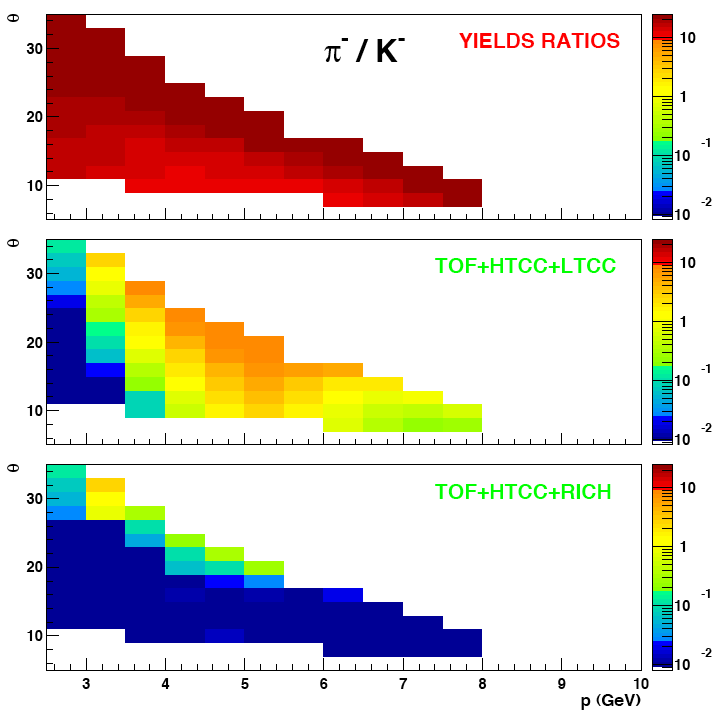 θ
π- / K-
YIELDS RATIOS
30
20
10
10
1
10-1
10-2
θ
TOF+HTCC+LTCC
30
20
10
10
1
10-1
10-2
θ
TOF+HTCC+RICH
30
20
10
10
1
10-1
10-2
3 4 5 6 7 8 9 10
p (GeV)